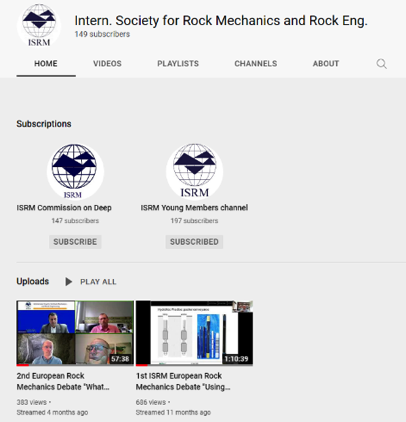 Intern. Society for Rock Mechanics and Rock Eng.
149 subscribers
ISRM
HOME VIDEOS PLAYLISTS CHANNELS ABOUT
Subscriptions
ISRM ISRM
ISRM Commission on Deep ISRM Young Members channel
147 subscribers 197 subscribers
SUBSCRIBE SUBSCRIBED
Uploads PLAY ALL
57:38 1:10:39
2nd European Rock 1st ISRM European Rock
Mechanics Debate "What... Mechanics Debate "Using...
383 views • 686 views •
Streamed 4 months ago Streamed 11 months ago